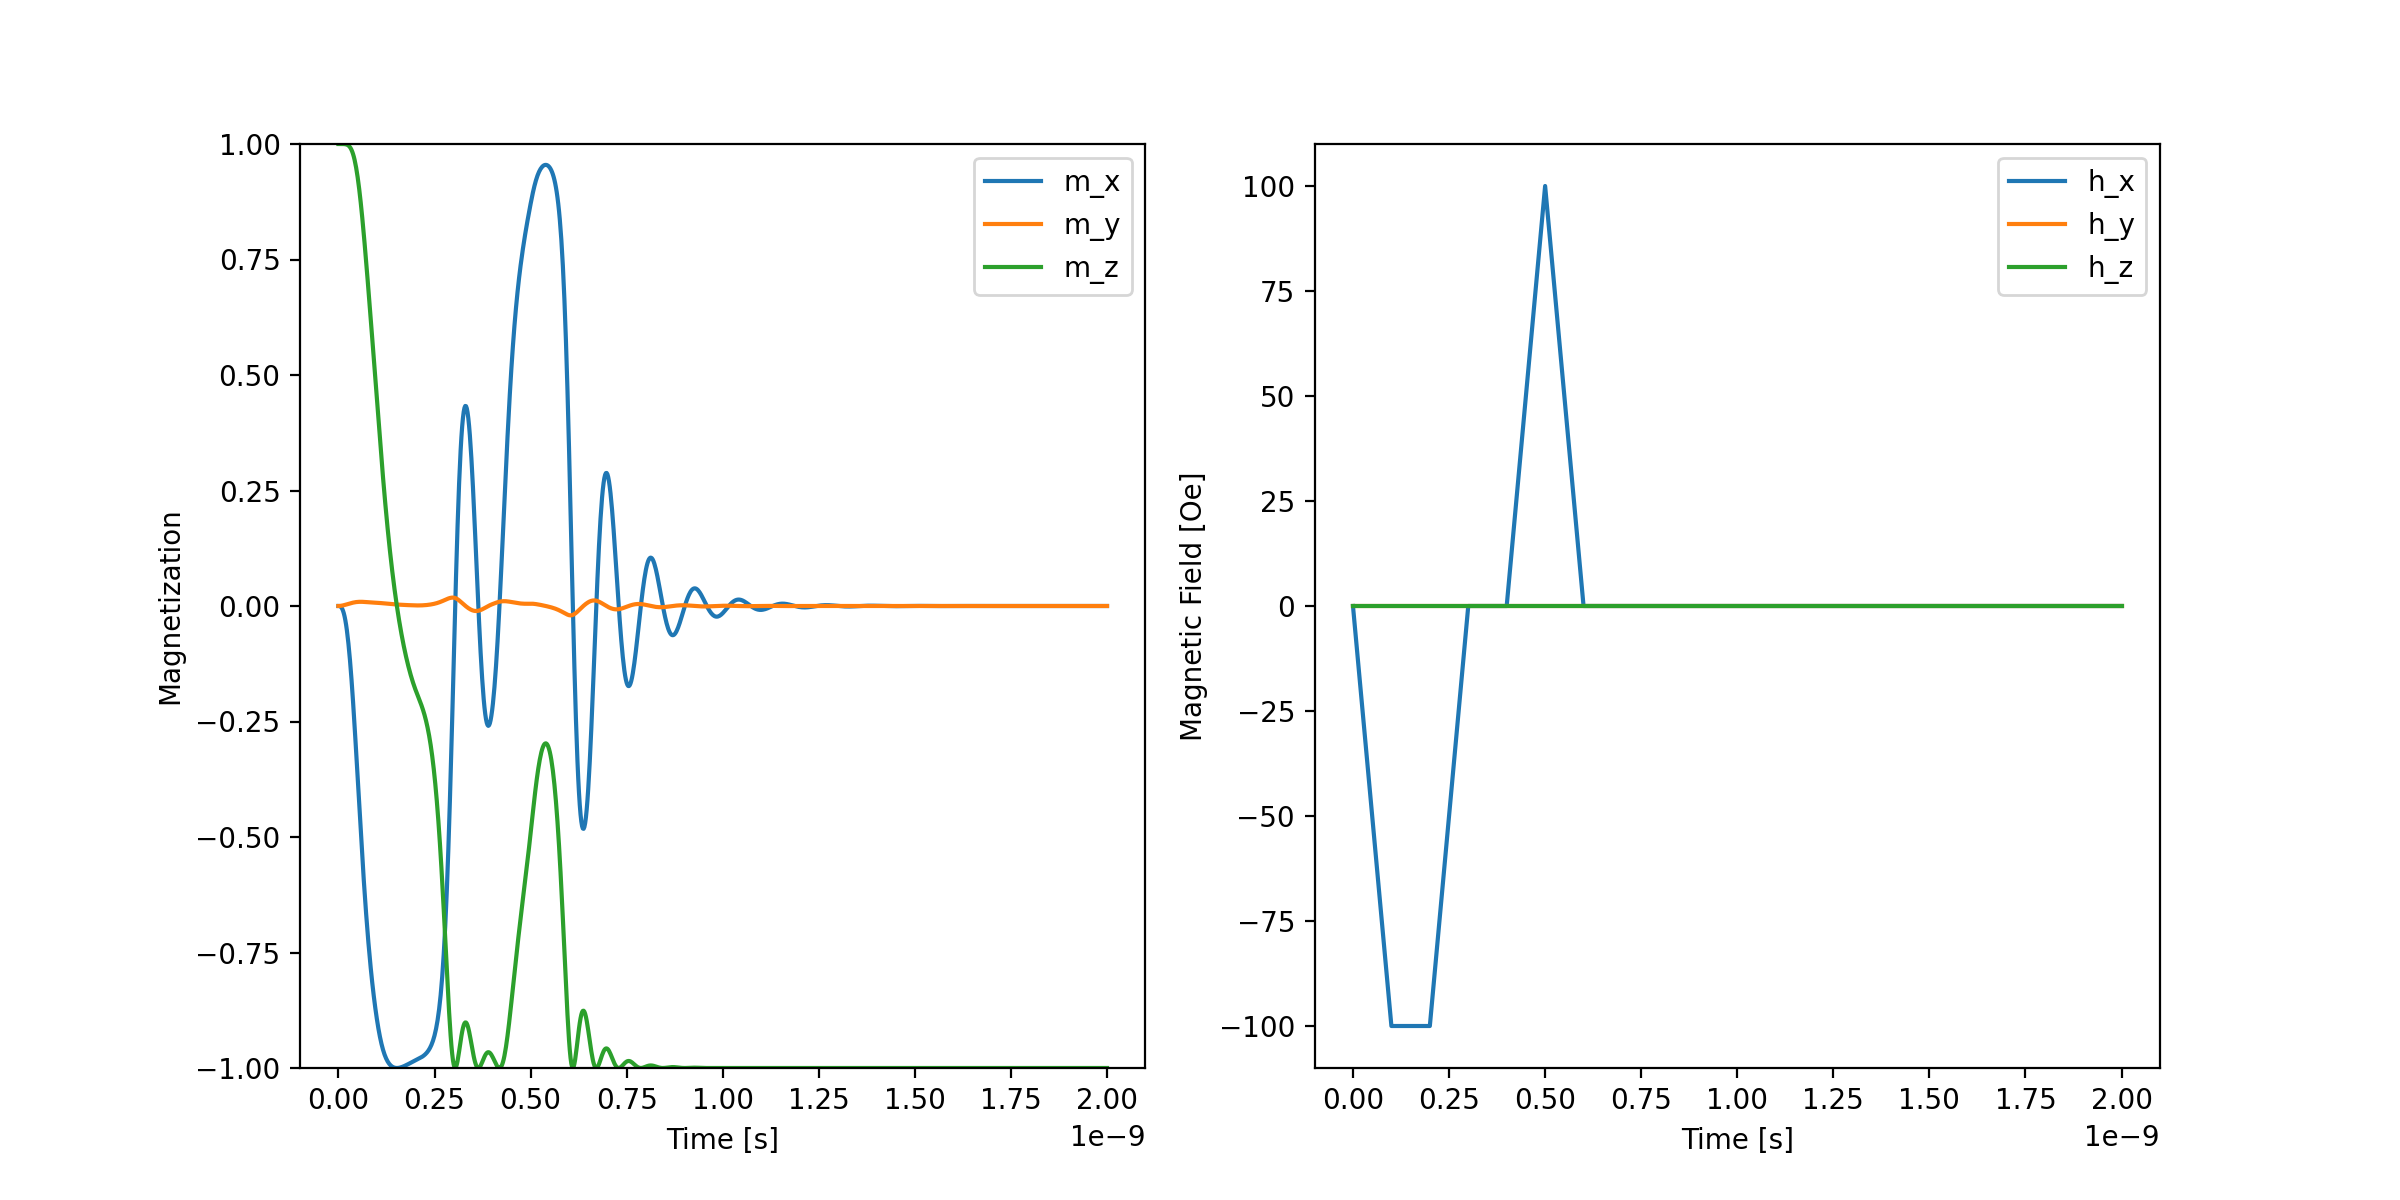 1.00
0.75
0.50
0.25
0.00
−0.25
−0.50
−0.75
−1.00
Magnetization
m_x
m_y
m_z
0.00 0.25 0.50 0.75 1.00 1.25 1.50 1.75 2.00
Time [s]
1e−9
100
75
50
25
0
−25
−50
−75
−100
Magnetic Field [Oe]
h_x
h_y
h_z
0.00 0.25 0.50 0.75 1.00 1.25 1.50 1.75 2.00
Time [s]
1e−9